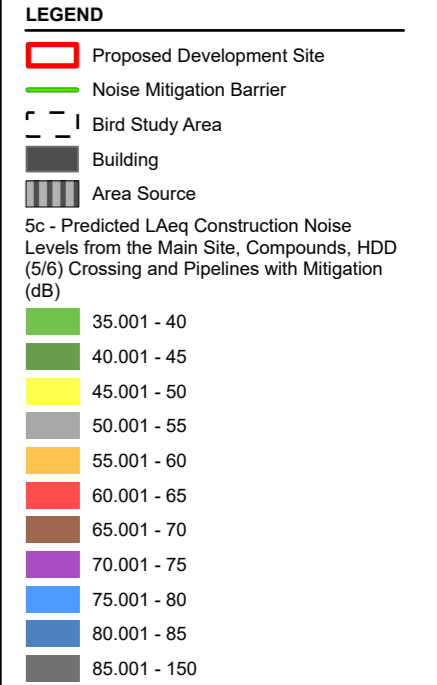 LEGEND
Proposed Development Site
Noise Mitigation Barrier
Bird Study Area
Building
Area Source
5c - Predicted LAeq Construction Noise
Levels from the Main Site, Compounds, HDD
(5/6) Crossing and Pipelines with Mitigation
(dB)
35.001 - 40
40.001 - 45
45.001 - 50
50.001 - 55
55.001 - 60
60.001 - 65
65.001 - 70
70.001 - 75
75.001 - 80
80.001 - 85
85.001 - 150